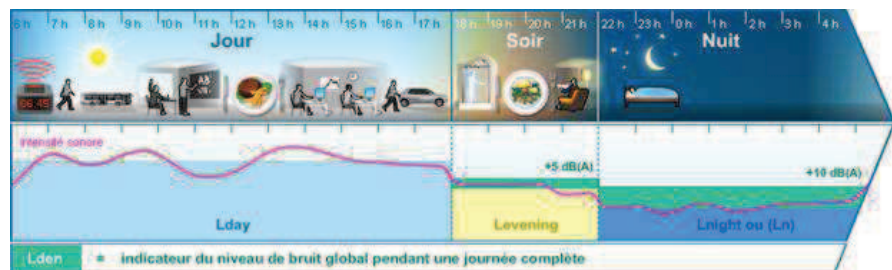 6h 7h 8h 9h 10h 11h 12h 13h 14h 15h 16h 17h 18h 19h 20h 21h 22h 23h 0h 1h 2h 3h 4h
Jour Soir Nuit
06:45
AB
intensité sonore
+5 dB(A)
+10 dB(A)
Lday Levening Lnight ou (Ln)
Lden = indicateur du niveau de bruit global pendant une journée complète